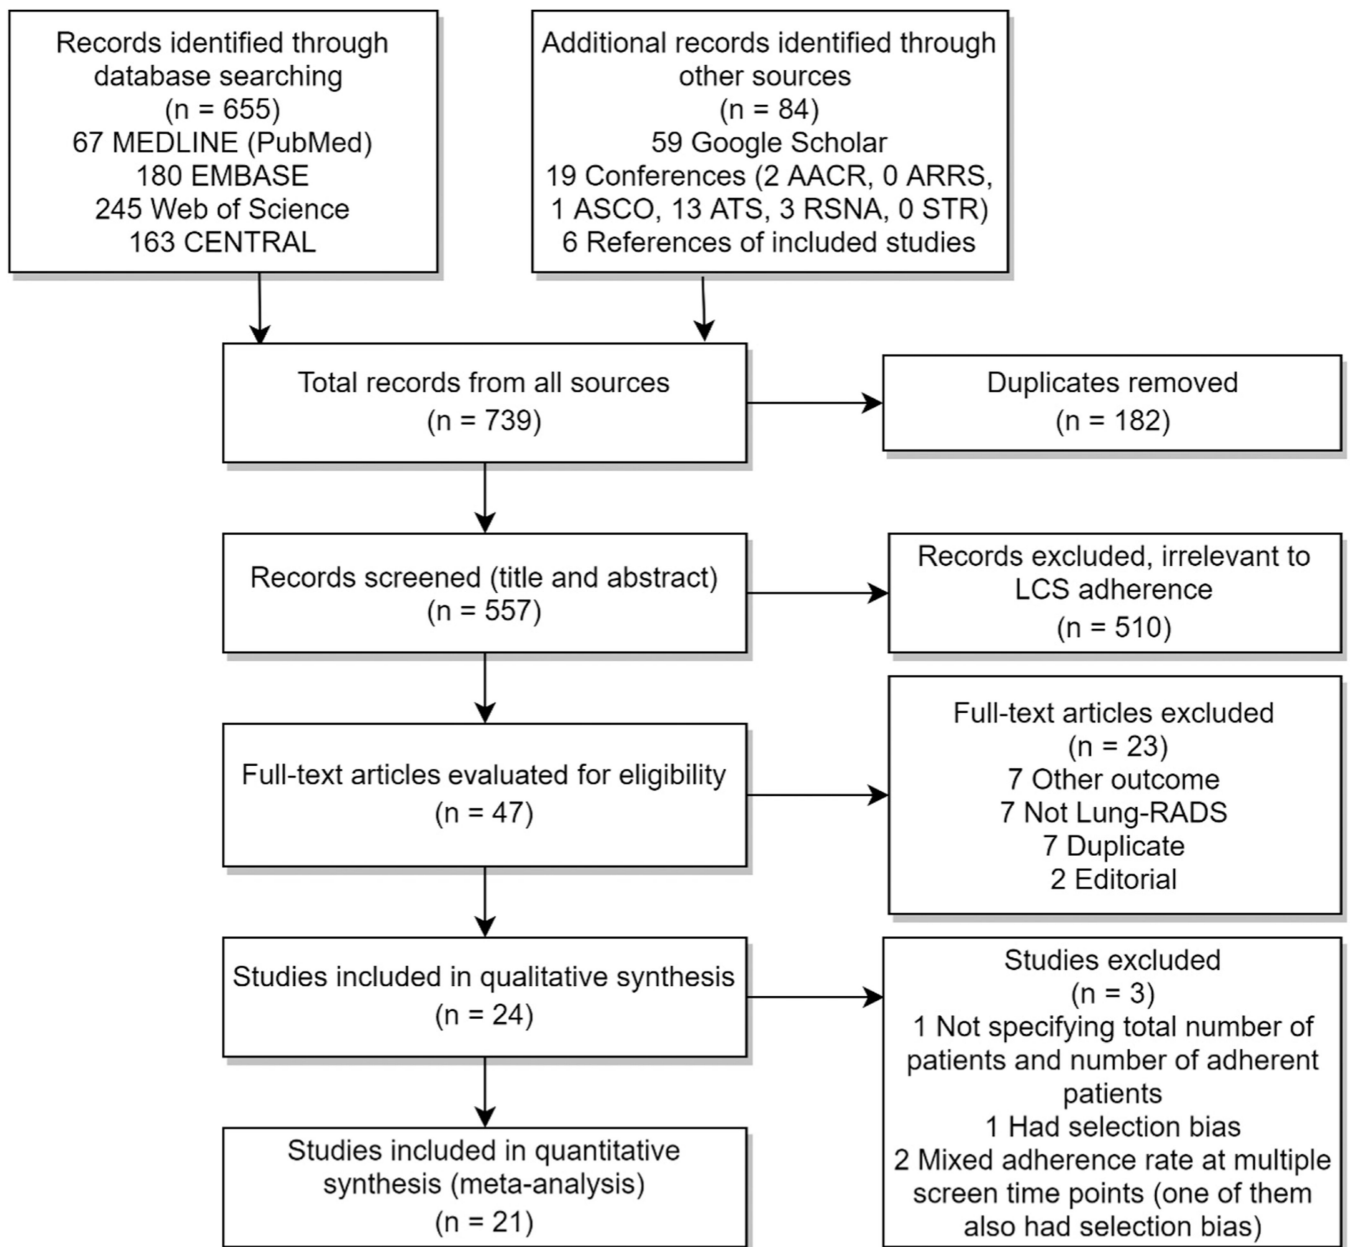 Records identified through
database searching
(n = 655)
67 MEDLINE (PubMed)
180 EMBASE
245 Web of Science
163 CENTRAL
Additional records identified through
other sources
(n = 84)
59 Google Scholar
19 Conferences (2 AACR, 0 ARRS,
1 ASCO, 13 ATS, 3 RSNA, 0 STR)
6 References of included studies
Total records from all sources
(n = 739)
Duplicates removed
(n = 182)
Records screened (title and abstract)
(n = 557)
Records excluded, irrelevant to
LCS adherence
(n = 510)
Full-text articles evaluated for eligibility
(n = 47)
Full-text articles excluded
(n = 23)
7 Other outcome
7 Not Lung-RADS
7 Duplicate
2 Editorial
Studies included in qualitative synthesis
(n = 24)
Studies excluded
(n = 3)
1 Not specifying total number of
patients and number of adherent
patients
1 Had selection bias
2 Mixed adherence rate at multiple
screen time points (one of them
also had selection bias)
Studies included in quantitative
synthesis (meta-analysis)
(n = 21)